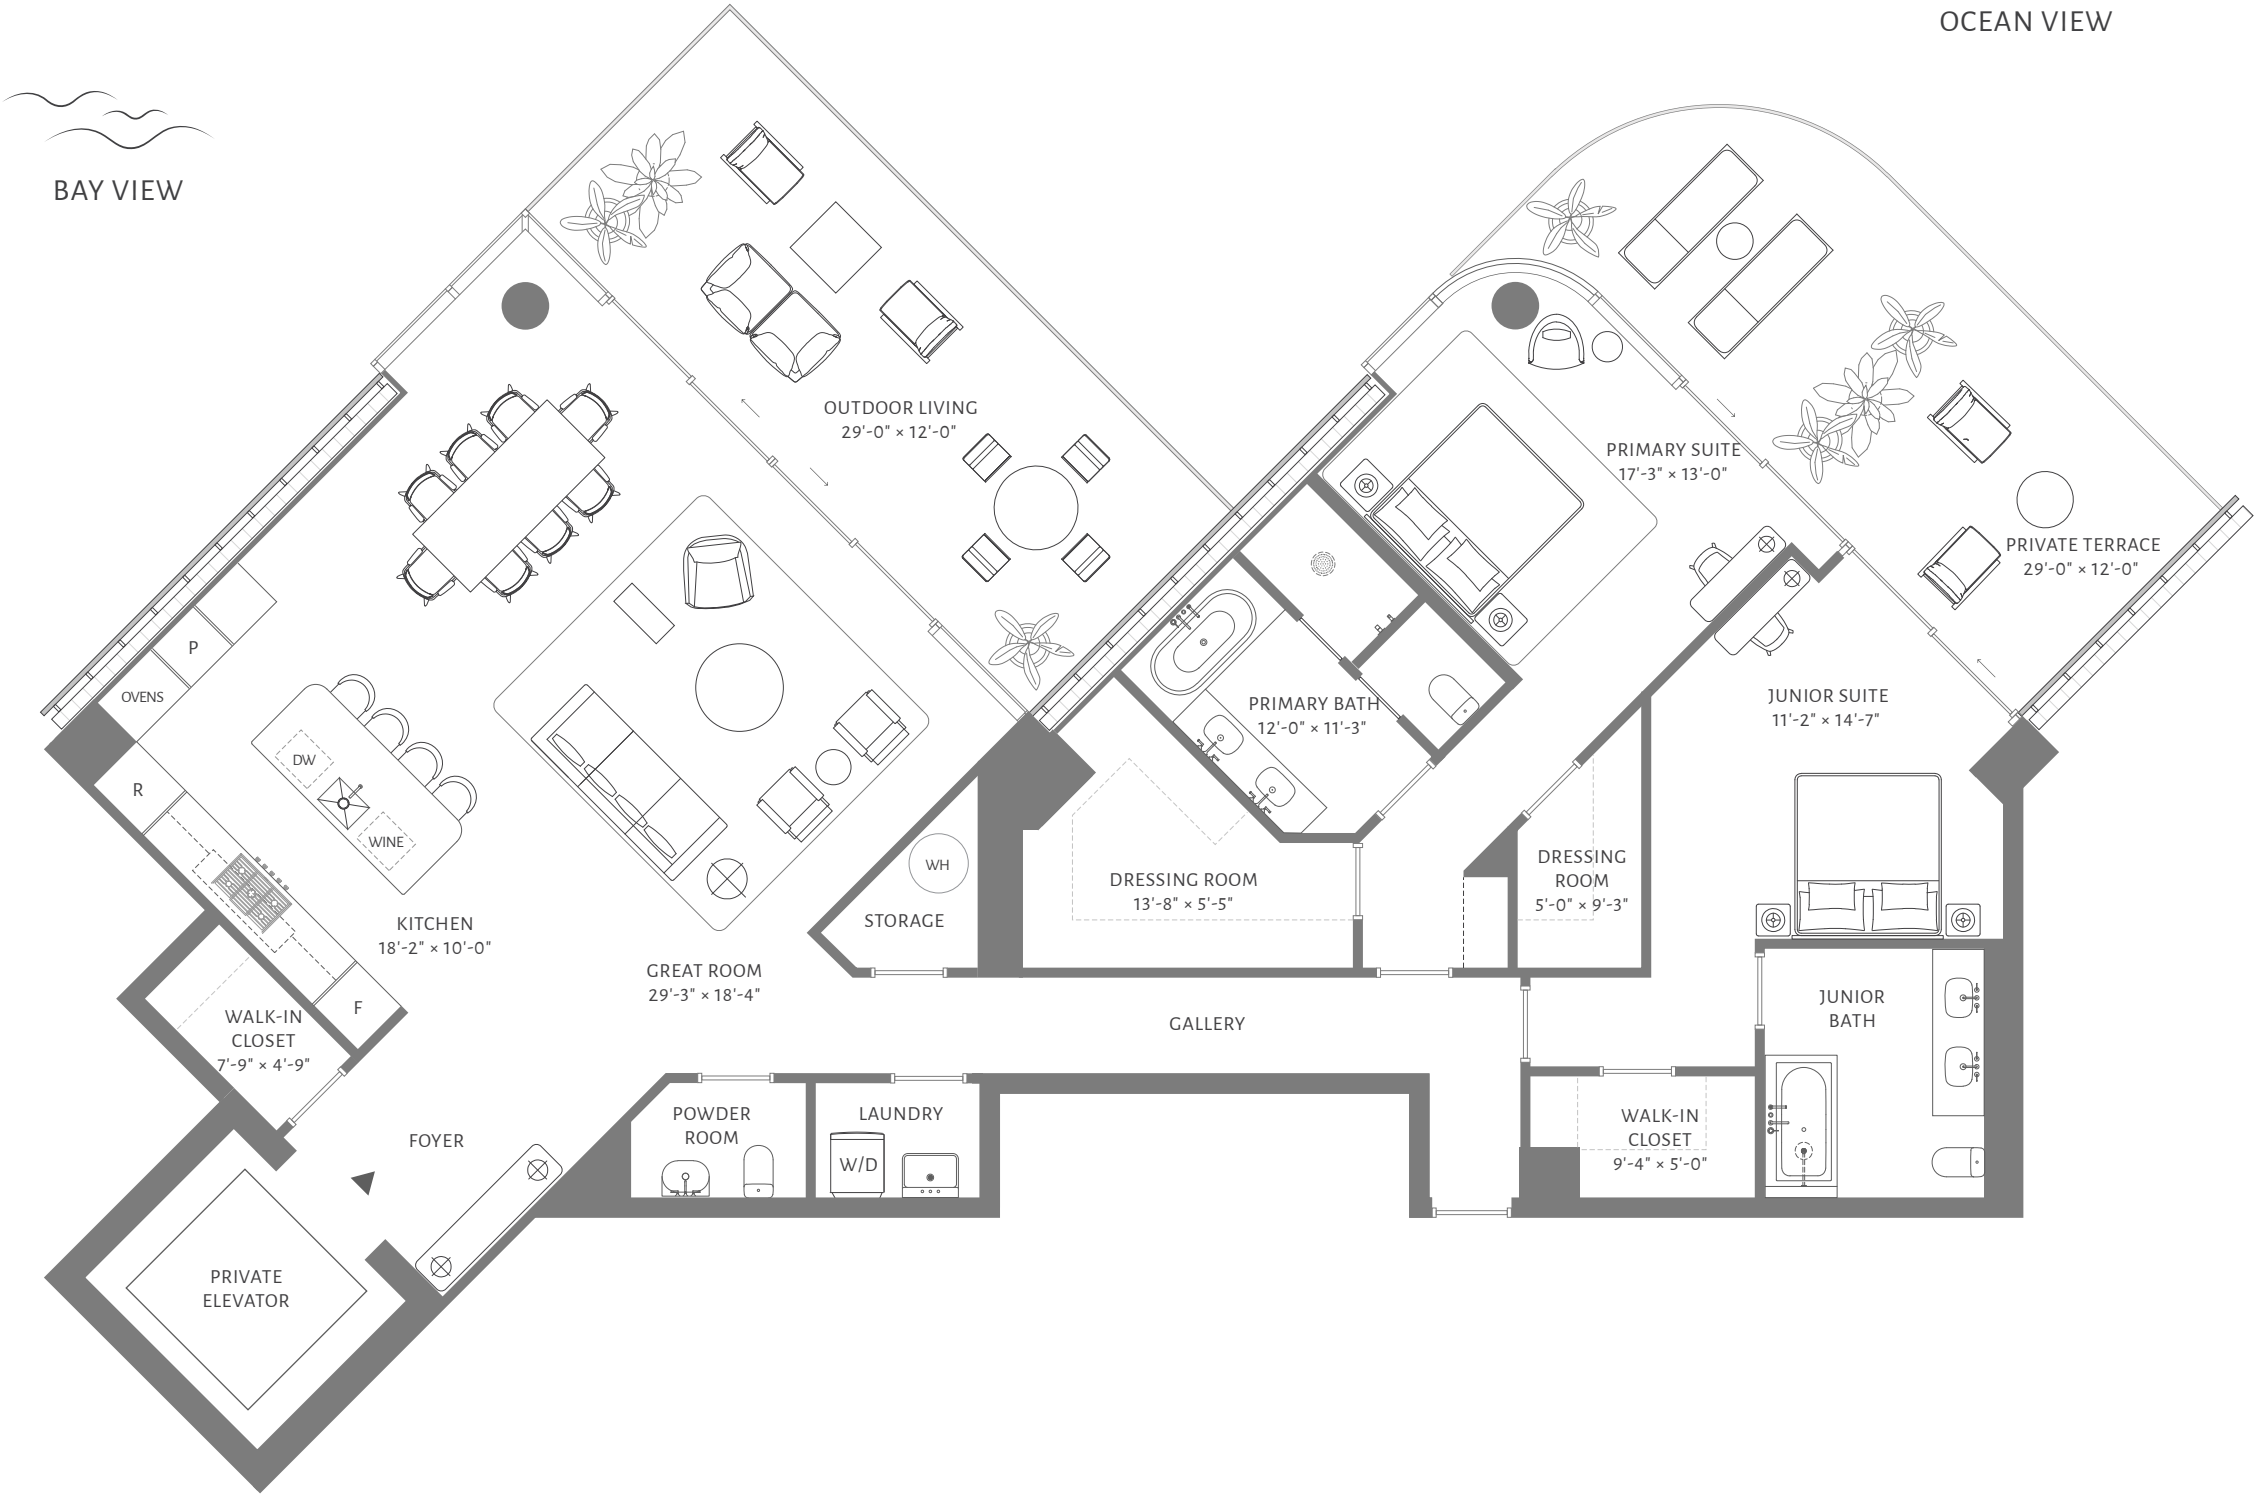 OCEAN VIEW
BAY VIEW
OUTDOOR LIVING
29'-0" × 12'-0"
PRIMARY SUITE
17'-3" × 13'-0"
PRIVATE TERRACE
29'-0" × 12'-0"
P
OVENS
DW
R
WINE
PRIMARY BATH
12'-0" × 11'-3"
JUNIOR SUITE
11'-2" × 14'-7"
WH
STORAGE
DRESSING ROOM
13'-8" × 5'-5"
DRESSING
ROOM
5'-0" × 9'-3"
KITCHEN
18'-2" × 10'-0"
GREAT ROOM
29'-3" × 18'-4"
F
WALK-IN
CLOSET
7'-9" × 4'-9"
GALLERY
JUNIOR
BATH
POWDER
ROOM
LAUNDRY
W/D
WALK-IN
CLOSET
9'-4" × 5'-0"
FOYER
PRIVATE
ELEVATOR